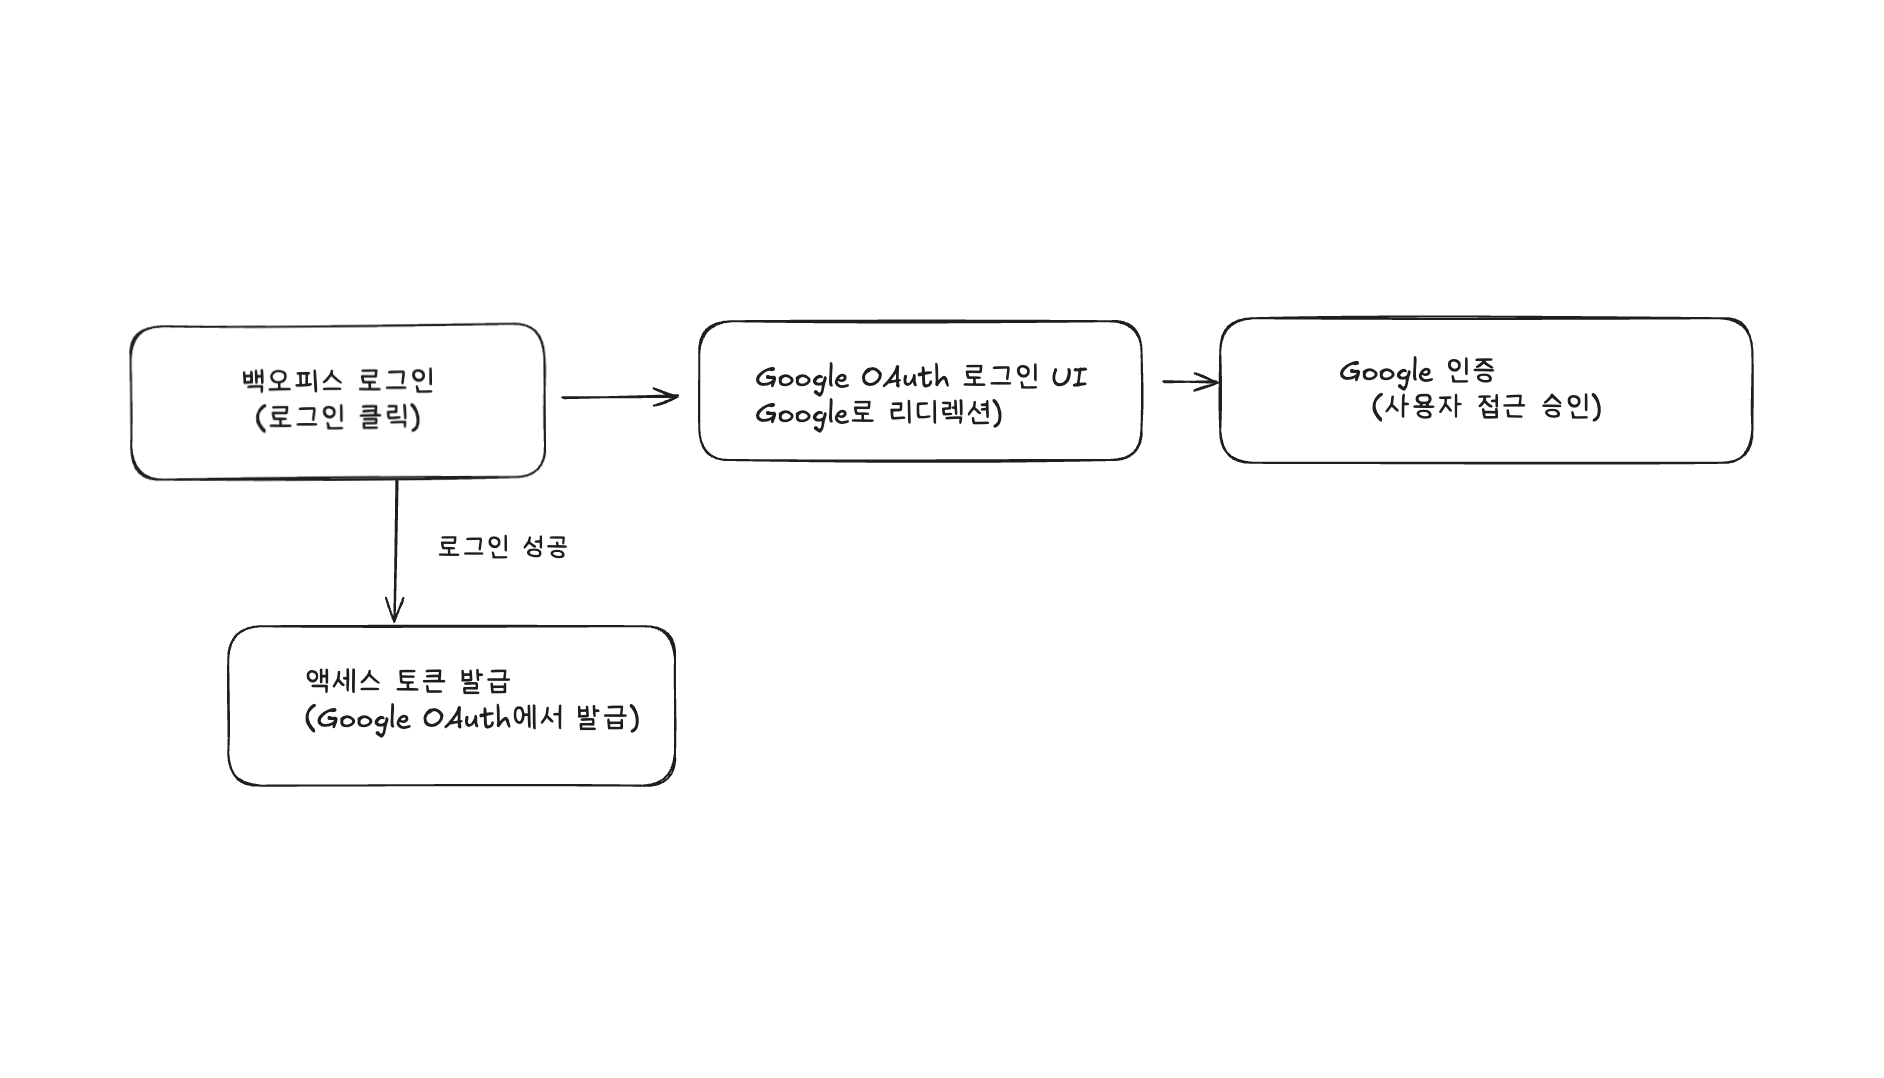 백오피스 로그인
(로그인 클릭)
Google OAuth 로그인 UI
Google로 리디렉션)
Google 인증
(사용자 접근 승인)
로그인 성공
액세스 토큰 발급
(Google OAuth에서 발급)